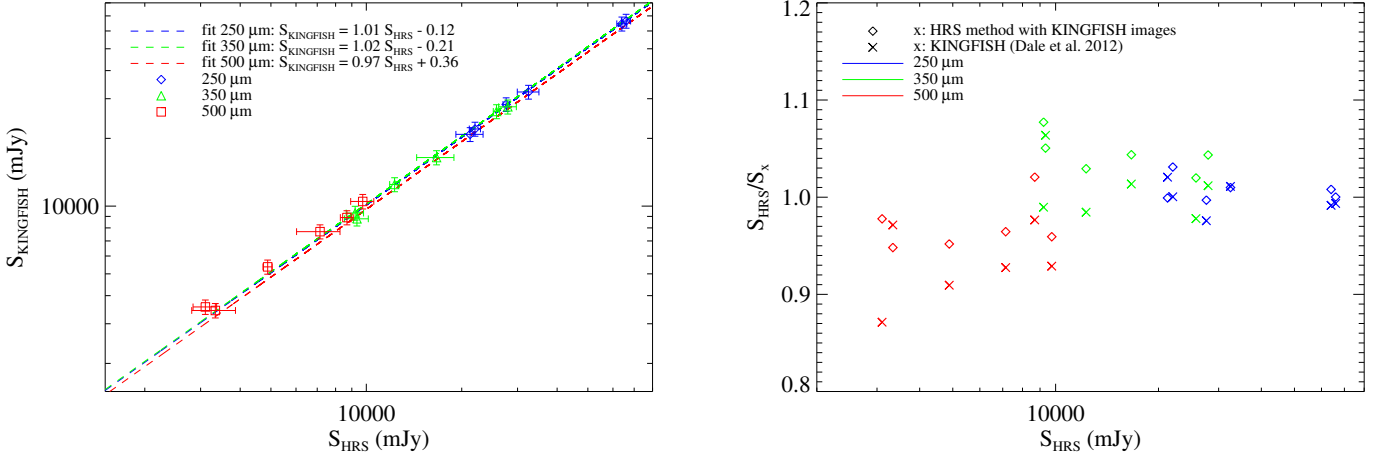 fit 250 μm: S_KINGFISH = 1.01 S_HRS - 0.12
fit 350 μm: S_KINGFISH = 1.02 S_HRS - 0.21
fit 500 μm: S_KINGFISH = 0.97 S_HRS + 0.36
250 μm
350 μm
500 μm
10000
S_KINGFISH (mJy)
10000
S_HRS (mJy)
1.2
1.1
1.0
0.9
0.8
S_HRS/S_x
x: HRS method with KINGFISH images
x: KINGFISH (Dale et al. 2012)
250 μm
350 μm
500 μm
10000
S_HRS (mJy)